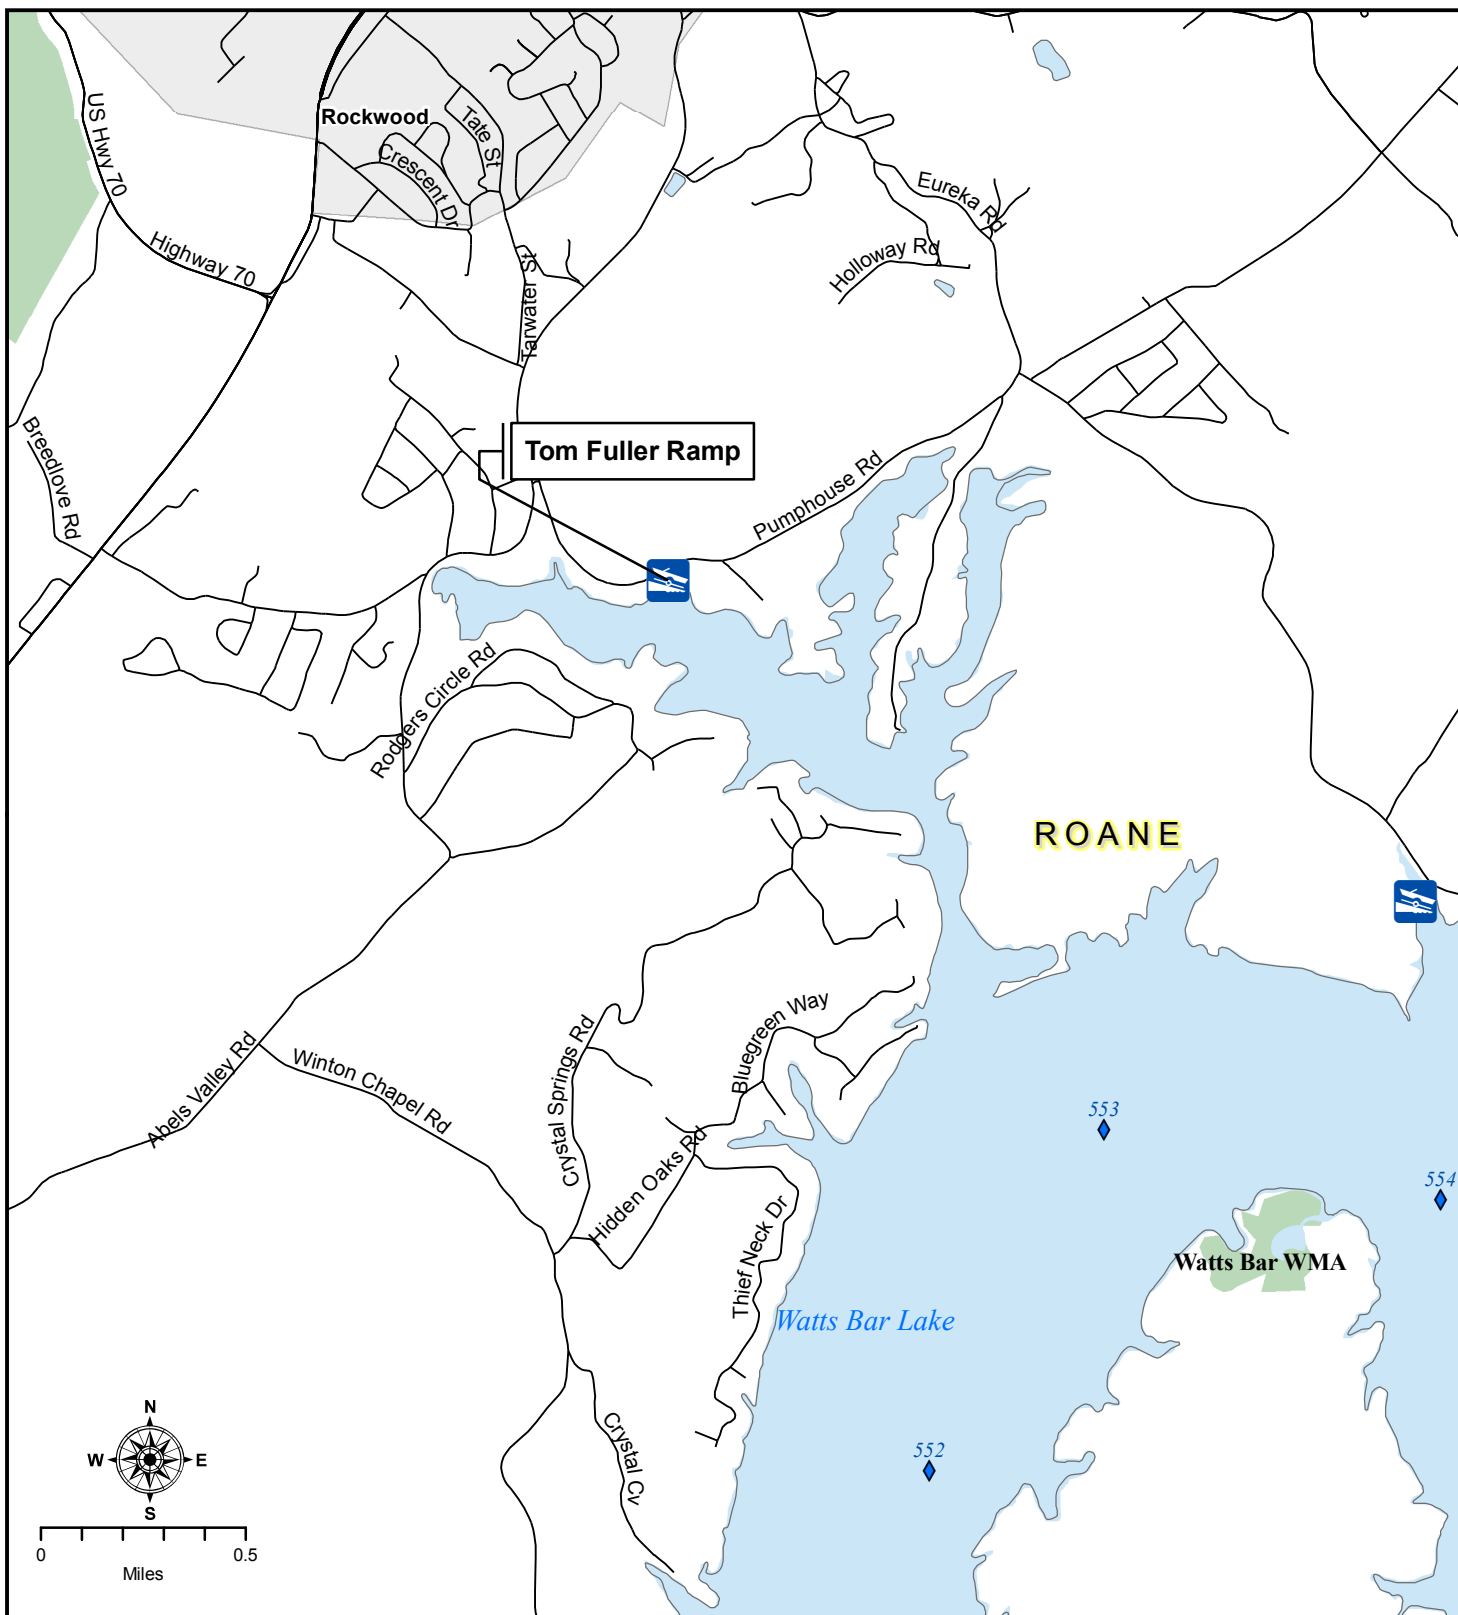 US Hwy 70
Rockwood
Tate St
Crescent Dr
Eureka Rd
Highway 70
Holloway Rd
Tarwater St
Breedlove Rd
Tom Fuller Ramp
Pumphouse Rd
Rodgers Circle Rd
ROANE
Bluegreen Way
Crystal Springs Rd
Abels Valley Rd
Winton Chapel Rd
553
Hidden Oaks Rd
554
Thief Neck Dr
Watts Bar WMA
Watts Bar Lake
N
W E
S
Crystal Cv
552
0 0.5
Miles